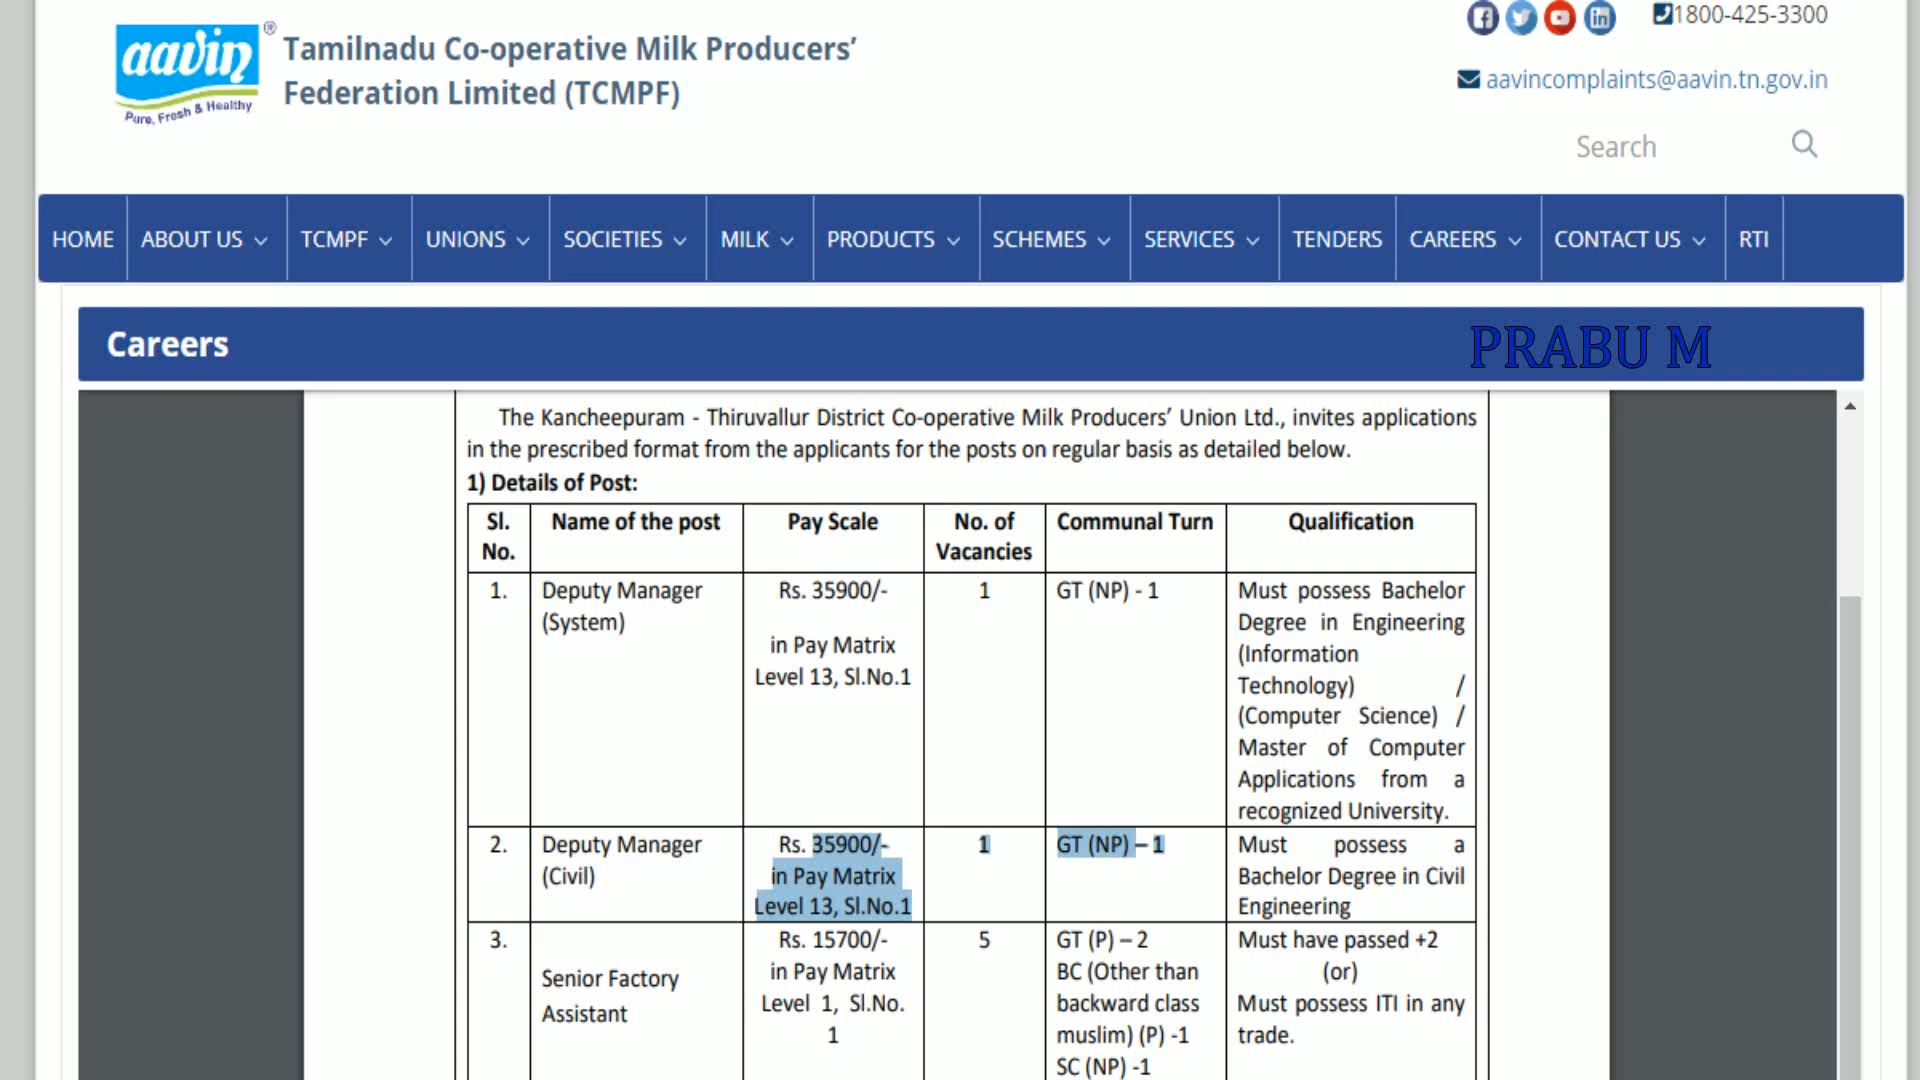 aavin ®
Pure, Fresh & Healthy
Tamilnadu Co-operative Milk Producers’
Federation Limited (TCMPF)
1800-425-3300
aavincomplaints@aavin.tn.gov.in
Search
HOME ABOUT US TCMPF UNIONS SOCIETIES MILK PRODUCTS SCHEMES SERVICES TENDERS CAREERS CONTACT US RTI
Careers
PRABU M
The Kancheepuram - Thiruvallur District Co-operative Milk Producers’ Union Ltd., invites applications
in the prescribed format from the applicants for the posts on regular basis as detailed below.
1) Details of Post:
Sl. No. Name of the post Pay Scale No. of Vacancies Communal Turn Qualification
1.
Deputy Manager
(System)
Rs. 35900/-
in Pay Matrix
Level 13, Sl.No.1
1
GT (NP) - 1
Must possess Bachelor
Degree in Engineering
(Information
Technology) /
(Computer Science) /
Master of Computer
Applications from a
recognized University.
2.
Deputy Manager
(Civil)
Rs. 35900/-
in Pay Matrix
Level 13, Sl.No.1
1
GT (NP) – 1
Must possess a
Bachelor Degree in Civil
Engineering
3.
Senior Factory
Assistant
Rs. 15700/-
in Pay Matrix
Level 1, Sl.No.
1
5
GT (P) – 2
BC (Other than
backward class
muslim) (P) -1
SC (NP) -1
Must have passed +2
(or)
Must possess ITI in any
trade.